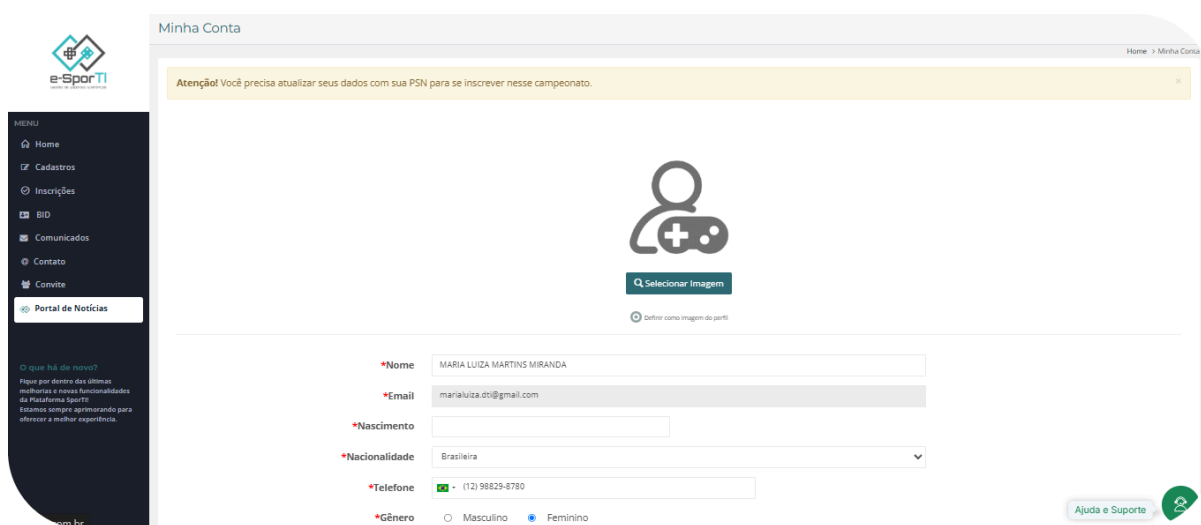 Minha Conta
Home > Minha Conta
e-SporTI
Atenção! Você precisa atualizar seus dados com sua PSN para se inscrever nesse campeonato.
×
MENU
Home
Cadastros
Inscrições
BID
Comunicados
Contato
Convite
Portal de Notícias
O que há de novo?
Fique por dentro das últimas
melhorias e novas funcionalidades
da Plataforma SporTI!
Estamos sempre aprimorando para
oferecer a melhor experiência.
Selecionar Imagem
Definir como imagem do perfil
*Nome MARIA LUIZA MARTINS MIRANDA
*Email marialuiza.dti@gmail.com
*Nascimento
*Nacionalidade Brasileira
*Telefone (12) 98829-8780
*Gênero Masculino Feminino
Ajuda e Suporte